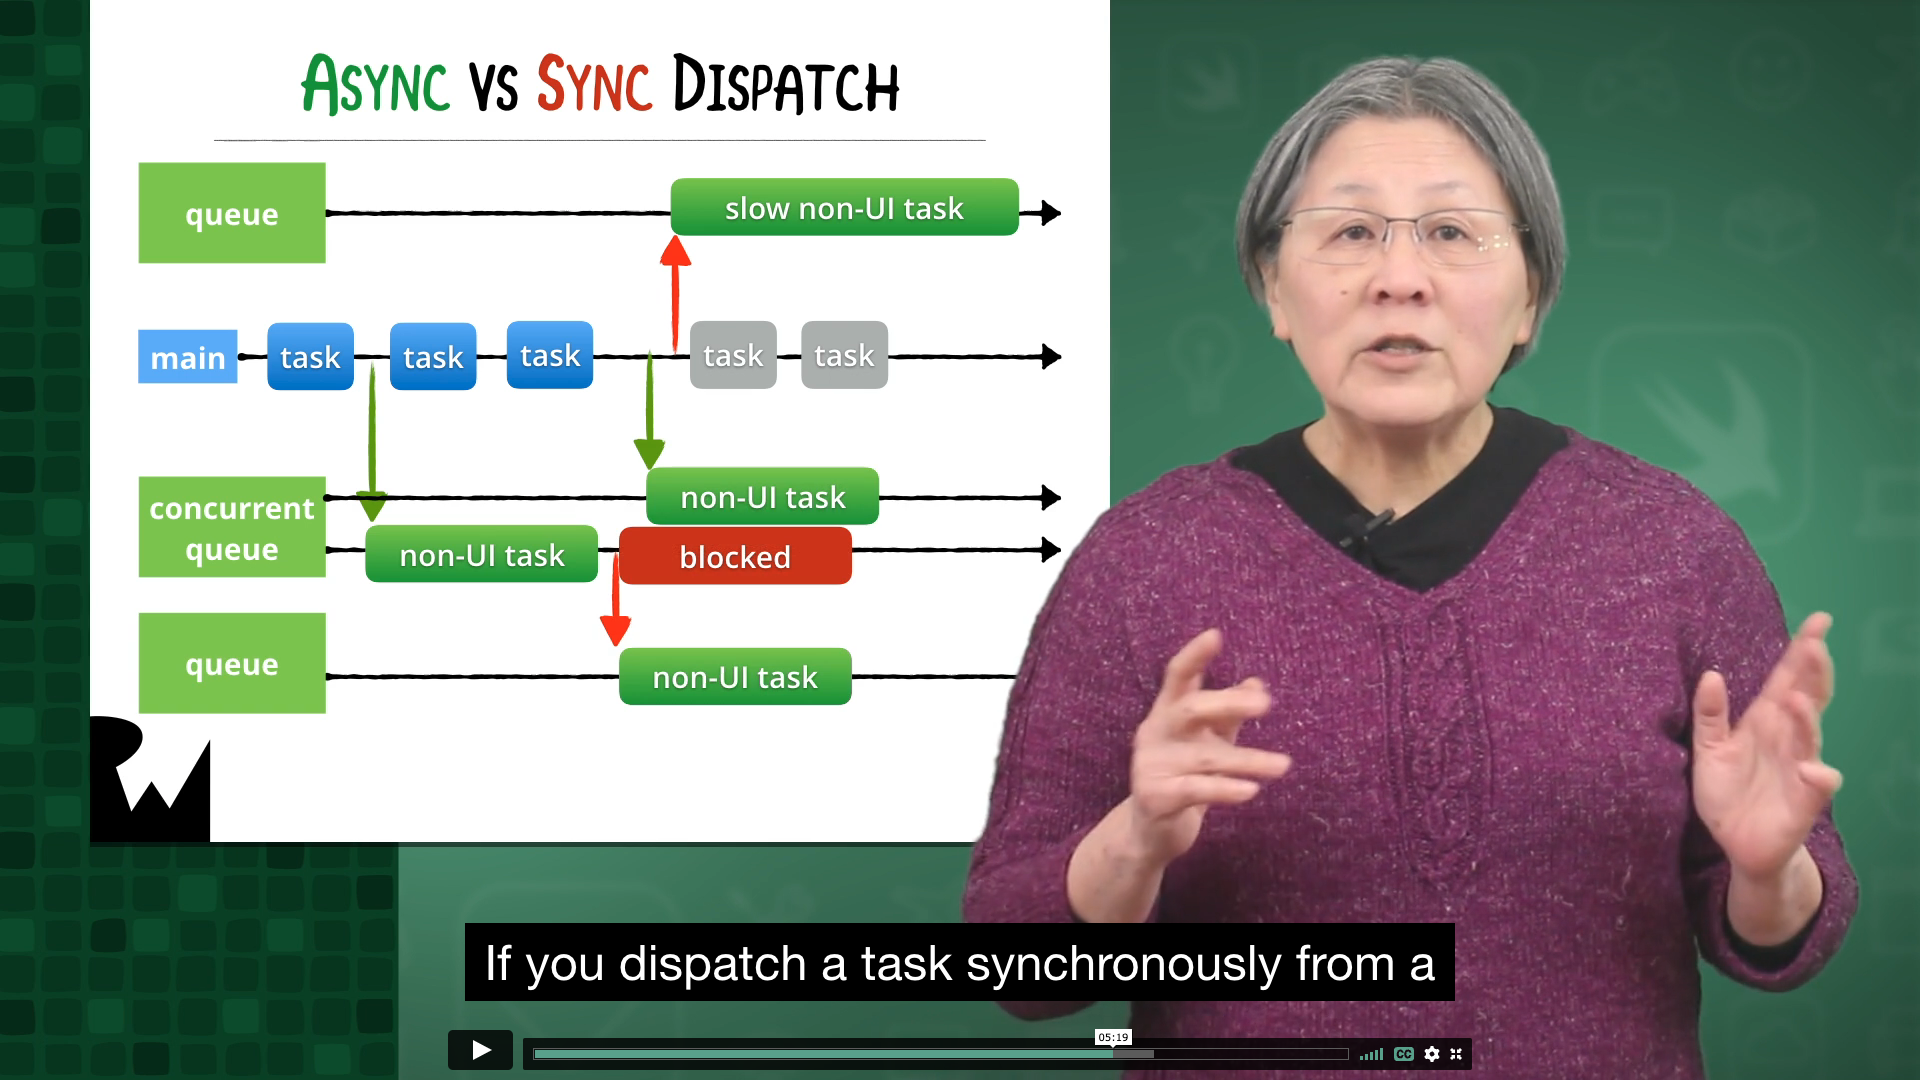 ASYNC VS SYNC DISPATCH
queue
slow non-UI task
main
task
task
task
task
task
concurrent
queue
non-UI task
non-UI task
blocked
queue
non-UI task
If you dispatch a task synchronously from a
05:19
CC